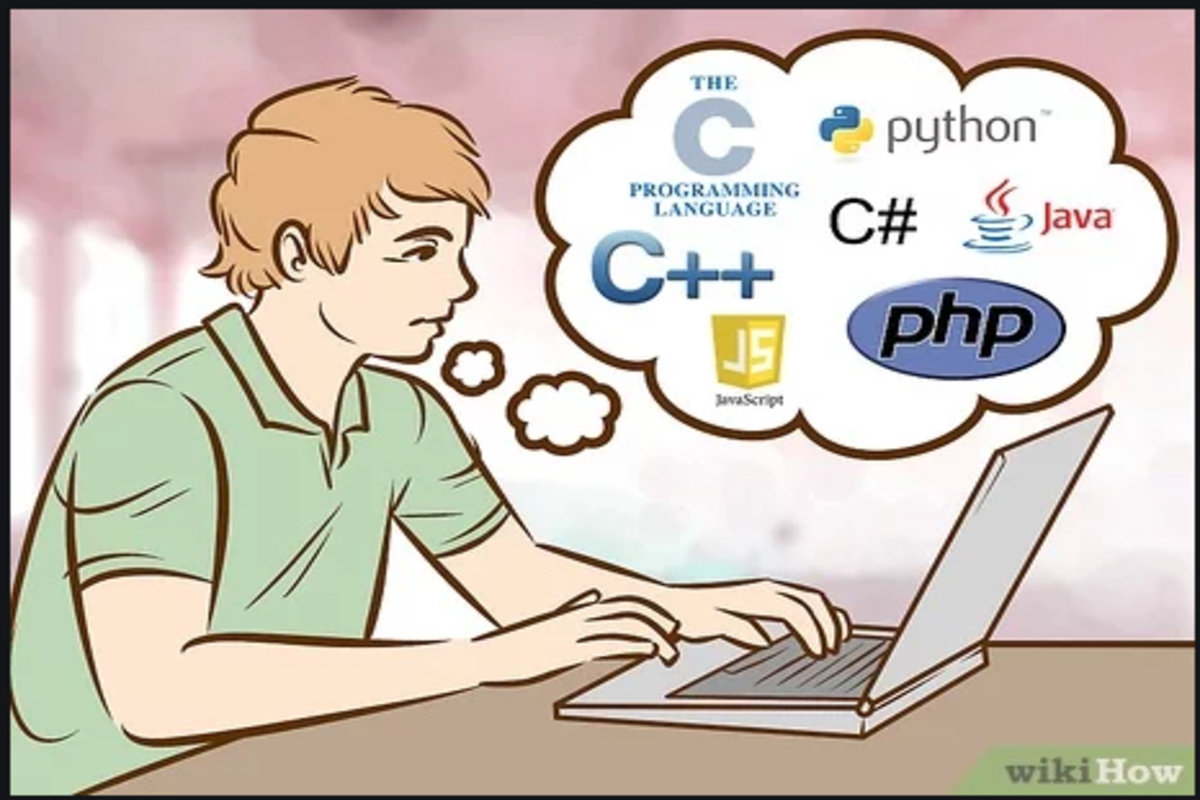 THE
C
PROGRAMMING
LANGUAGE
python™
C#
Java
C++
php
JS
JavaScript
wikiHow